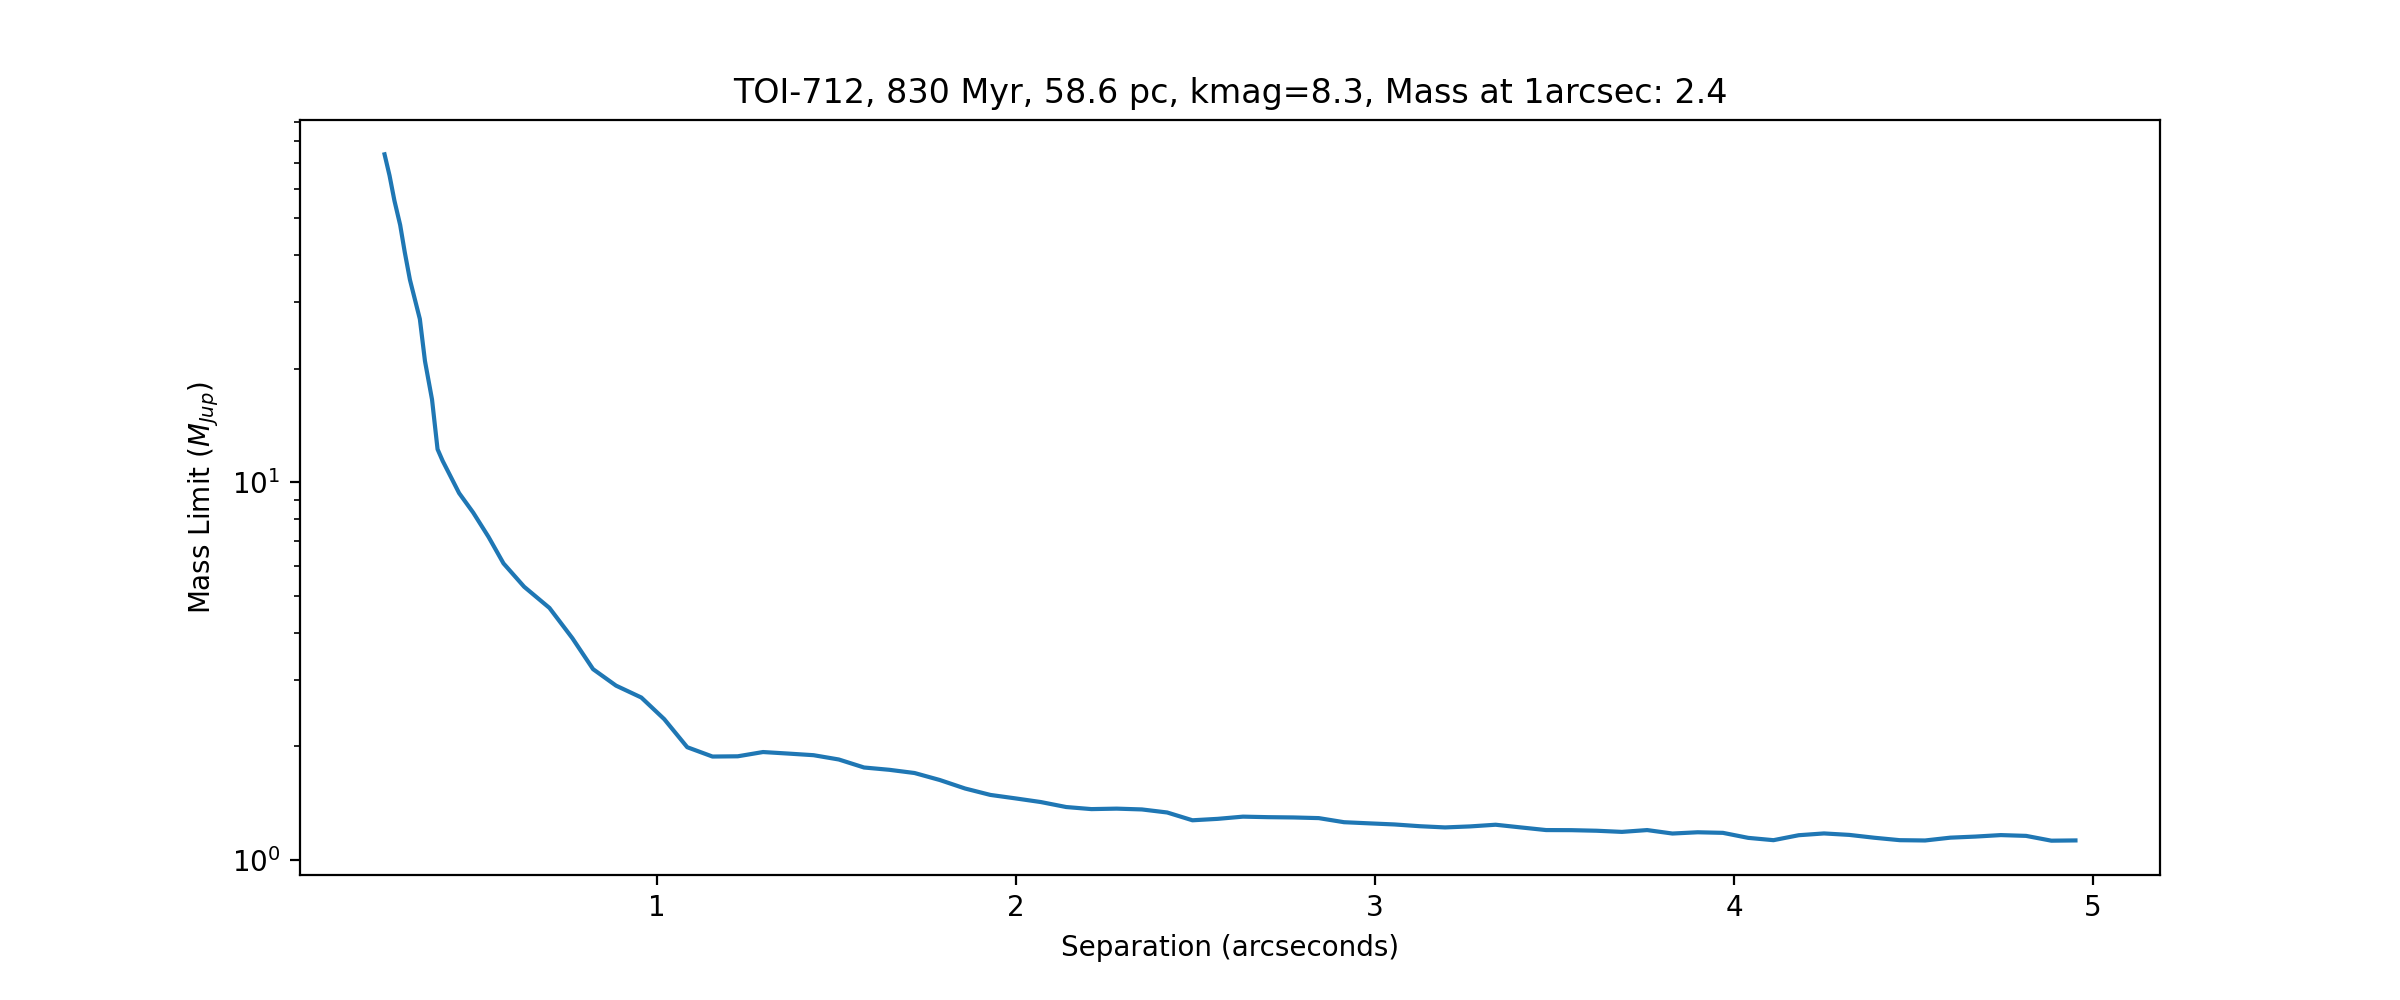 TOI-712, 830 Myr, 58.6 pc, kmag=8.3, Mass at 1arcsec: 2.4
Mass Limit (M_Jup)
10^1
10^0
1 2 3 4 5
Separation (arcseconds)